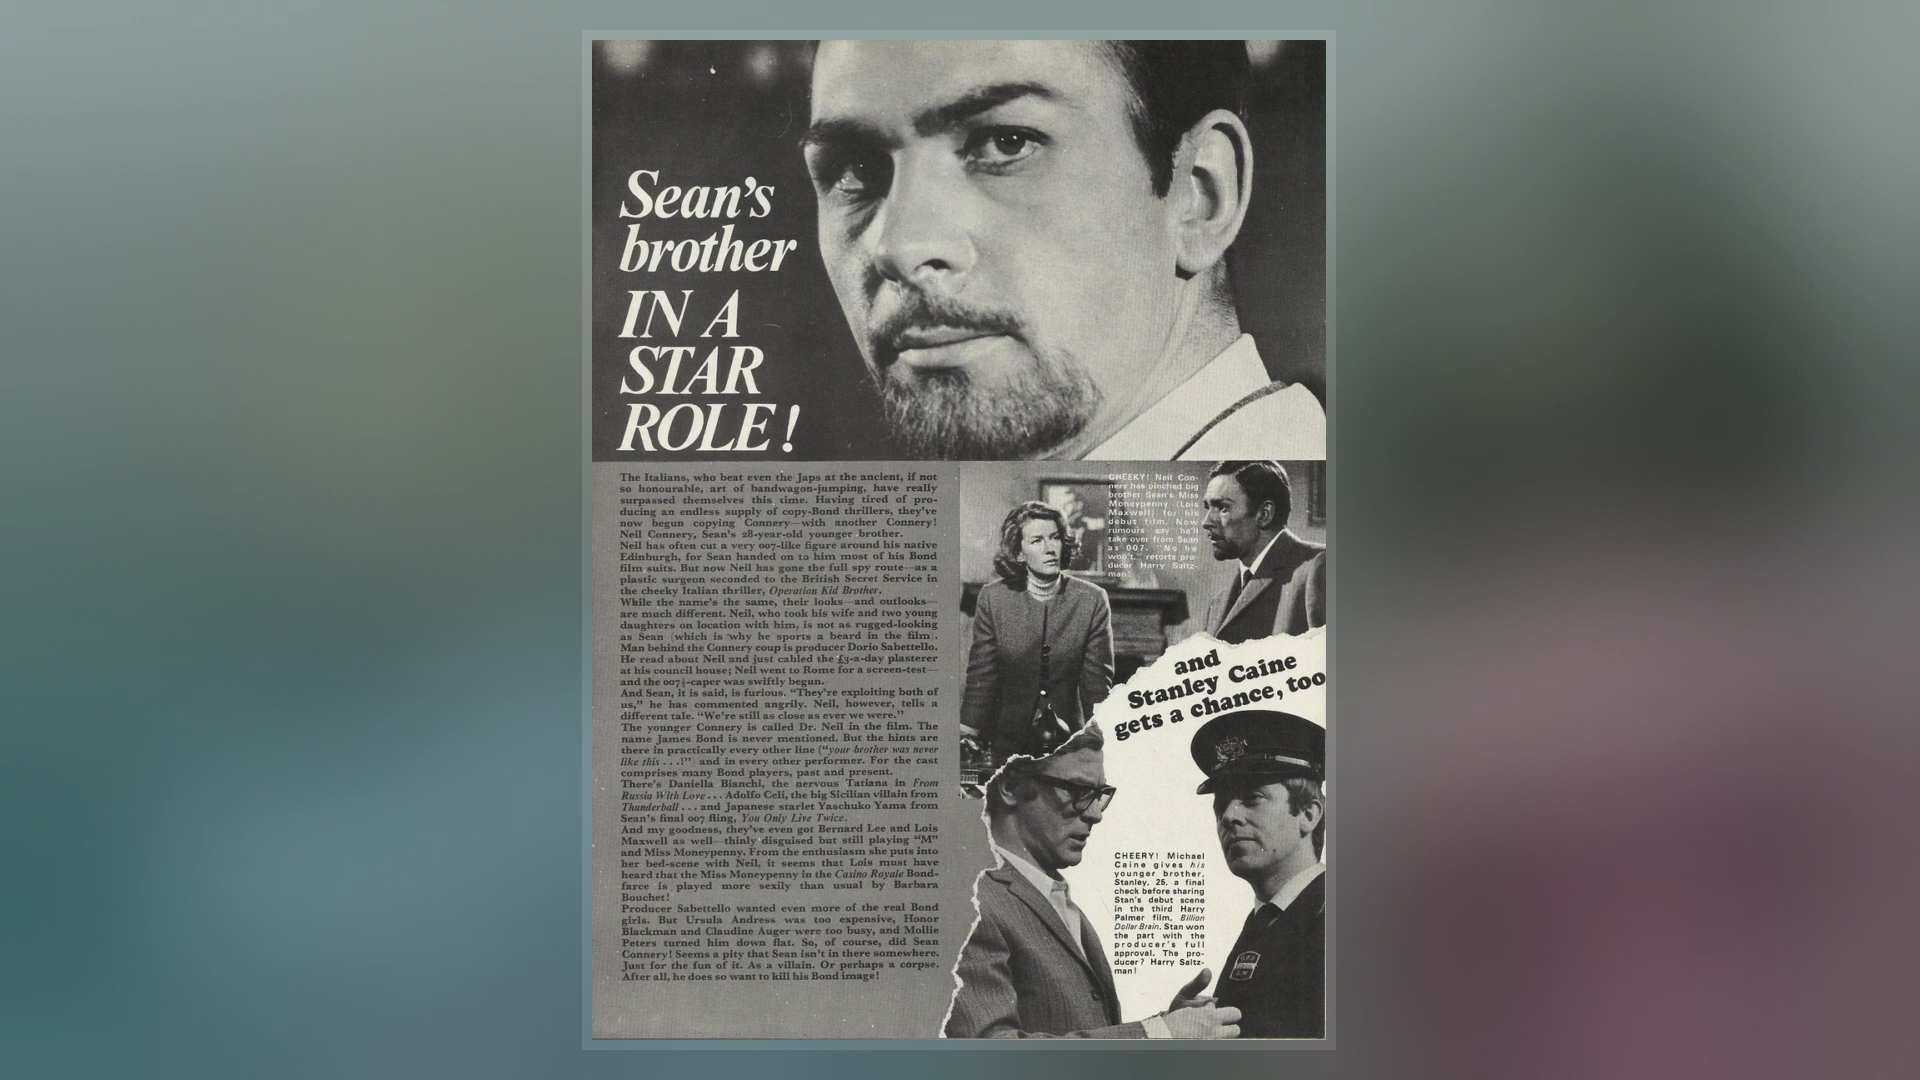 Sean's
brother
IN A
STAR
ROLE!
The Italians, who beat even the Japs at the ancient, if not
so honourable, art of bandwagon-jumping, have really
surpassed themselves this time. Having tired of pro-
ducing an endless supply of copy-Bond thrillers, they've
now begun copying Connery—with another Connery!
Neil Connery, Sean's 28-year-old younger brother.
Neil has often cut a very 007-like figure around his native
Edinburgh, for Sean handed on to him most of his Bond
film suits. But now Neil has gone the full spy route—as a
plastic surgeon seconded to the British Secret Service in
the cheeky Italian thriller, Operation Kid Brother.
While the name's the same, their looks—and outlooks—
are much different. Neil, who took his wife and two young
daughters on location with him, is not as rugged-looking
as Sean (which is why he sports a beard in the film).
Man behind the Connery coup is producer Dorio Sabettello.
He read about Neil and just cabled the £3-a-day plasterer
at his council house; Neil went to Rome for a screen-test—
and the 007½-caper was swiftly begun.
And Sean, it is said, is furious. "They're exploiting both of
us," he has commented angrily. Neil, however, tells a
different tale. "We're still as close as ever we were."
The younger Connery is called Dr. Neil in the film. The
name James Bond is never mentioned. But the hints are
there in practically every other line ("your brother was never
like this . . .!") and in every other performer. For the cast
comprises many Bond players, past and present.
There's Daniella Bianchi, the nervous Tatiana in From
Russia With Love . . . Adolfo Celi, the big Sicilian villain from
Thunderball . . . and Japanese starlet Yaschuko Yama from
Sean's final 007 fling, You Only Live Twice.
And my goodness, they've even got Bernard Lee and Lois
Maxwell as well—thinly disguised but still playing "M"
and Miss Moneypenny. From the enthusiasm she puts into
her bed-scene with Neil, it seems that Lois must have
heard that the Miss Moneypenny in the Casino Royale Bond-
farce is played more sexily than usual by Barbara
Bouchet!
Producer Sabettello wanted even more of the real Bond
girls. But Ursula Andress was too expensive, Honor
Blackman and Claudine Auger were too busy, and Mollie
Peters turned him down flat. So, of course, did Sean
Connery! Seems a pity that Sean isn't in there somewhere.
Just for the fun of it. As a villain. Or perhaps a corpse.
After all, he does so want to kill his Bond image!
CHEEKY! Neil Con-
nery has pinched big
brother Sean's Miss
Moneypenny (Lois
Maxwell) for his
debut film. Now
rumours say he'll
take over from Sean
as 007. "No he
won't," retorts pro-
ducer Harry Saltz-
man!
and
Stanley Caine
gets a chance, too
CHEERY! Michael
Caine gives his
younger brother,
Stanley, 25, a final
check before sharing
Stan's debut scene
in the third Harry
Palmer film, Billion
Dollar Brain. Stan won
the part with the
producer's full
approval. The pro-
ducer? Harry Saltz-
man!